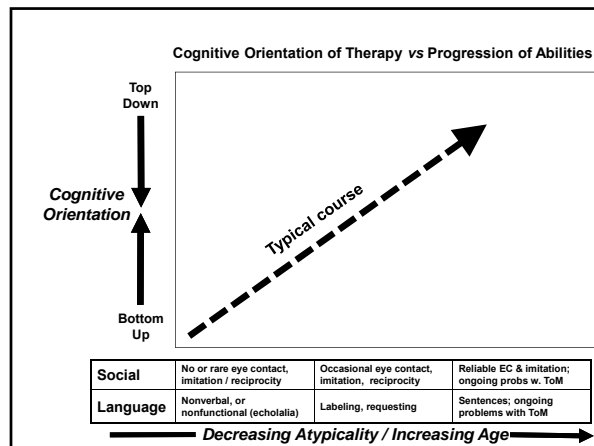 Cognitive Orientation of Therapy vs Progression of Abilities
Top
Down
Cognitive
Orientation
Bottom
Up
Typical course
Social
No or rare eye contact,
imitation / reciprocity
Occasional eye contact,
imitation, reciprocity
Reliable EC & imitation;
ongoing probs w. ToM
Language
Nonverbal, or
nonfunctional (echolalia)
Labeling, requesting
Sentences; ongoing
problems with ToM
Decreasing Atypicality / Increasing Age